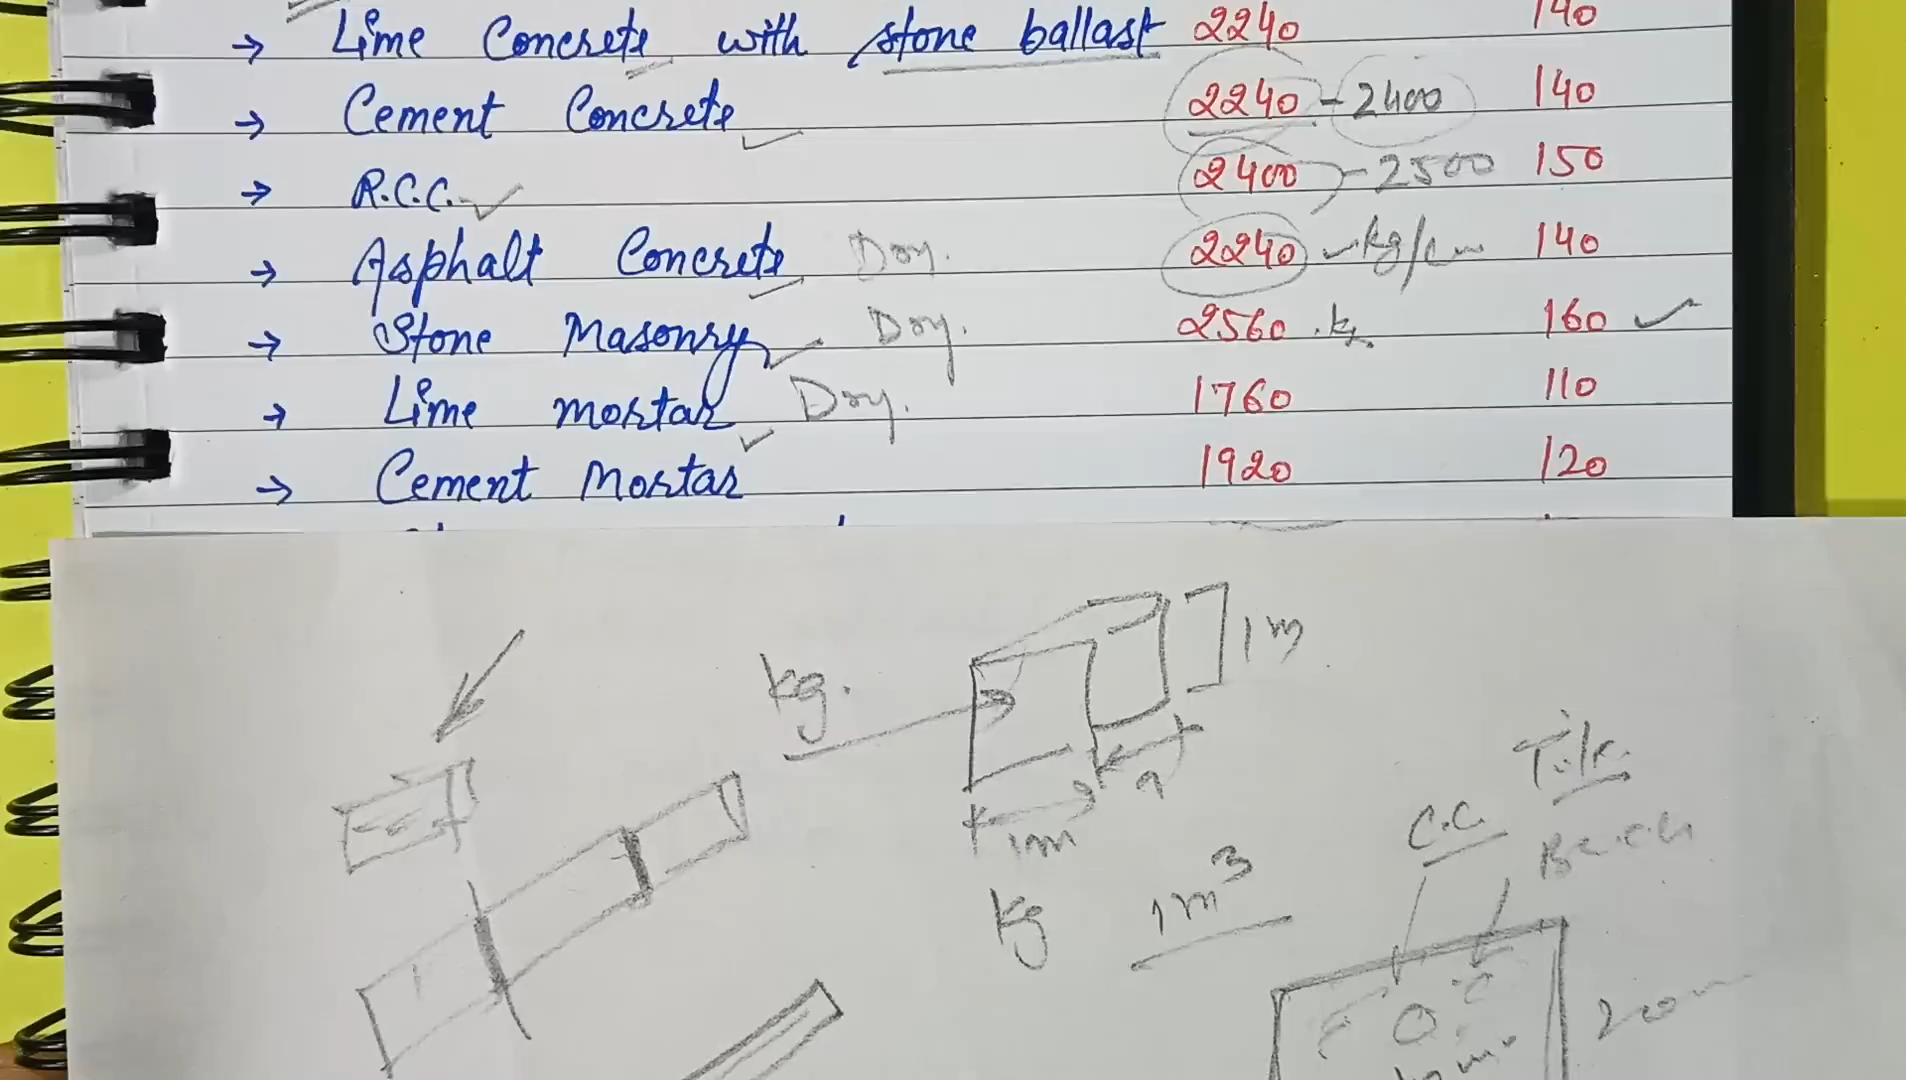 → Lime Concrete with stone ballast 2240 140
→ Cement Concrete 2240 - 2400 140
→ R.C.C. 2400 - 2500 150
→ Asphalt Concrete Dry. 2240 kg/cm 140
→ Stone Masonry Dry. 2560 .k. 160
→ Lime mortar Dry. 1760 110
→ Cement Mortar 1920 120
kg. 1m
1m
kg 1m³
C.C.